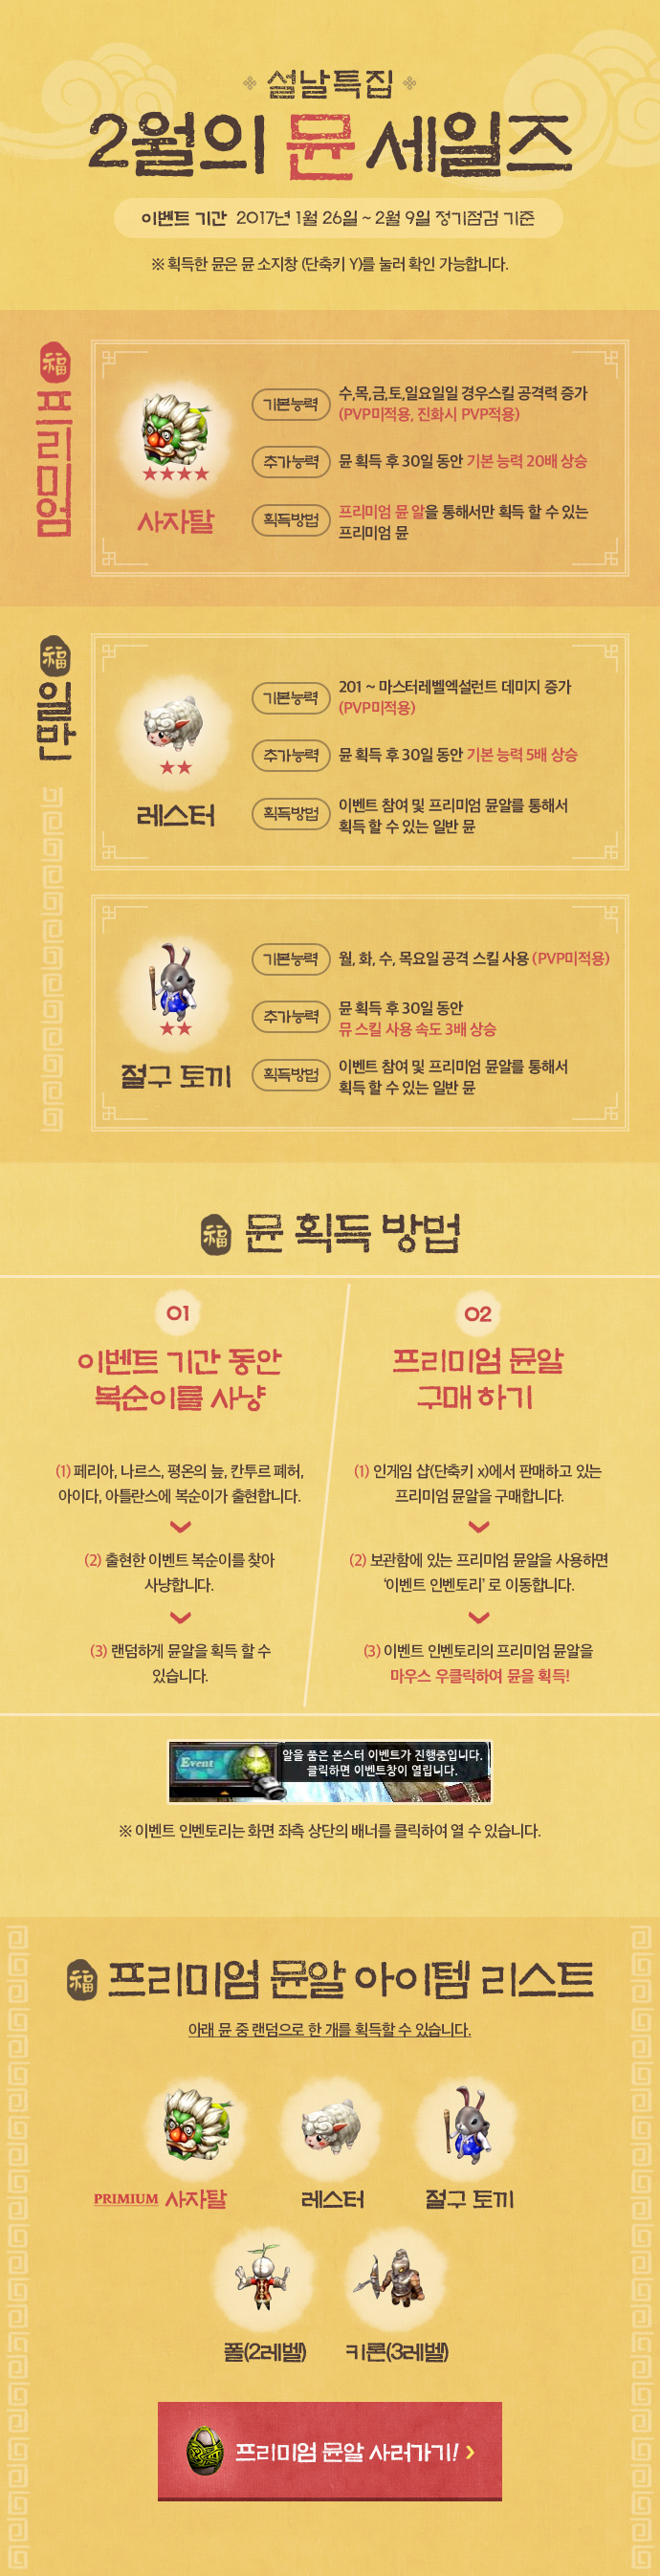 설날특집
2월의 뮨 세일즈
이벤트 기간 2017년 1월 26일 ~ 2월 9일 정기점검 기준
※ 획득한 뮨은 뮨 소지창 (단축키 Y)를 눌러 확인 가능합니다.
福
프리미엄
★★★★
사자탈
기본능력
수,목,금,토,일요일일 경우스킬 공격력 증가
(PVP미적용, 진화시 PVP적용)
추가능력
뮨 획득 후 30일 동안 기본 능력 20배 상승
획득방법
프리미엄 뮨 알을 통해서만 획득 할 수 있는
프리미엄 뮨
福
일반
★★
레스터
기본능력
201 ~ 마스터레벨엑설런트 데미지 증가
(PVP미적용)
추가능력
뮨 획득 후 30일 동안 기본 능력 5배 상승
획득방법
이벤트 참여 및 프리미엄 뮨알를 통해서
획득 할 수 있는 일반 뮨
★★
절구 토끼
기본능력
월, 화, 수, 목요일 공격 스킬 사용 (PVP미적용)
추가능력
뮨 획득 후 30일 동안
뮤 스킬 사용 속도 3배 상승
획득방법
이벤트 참여 및 프리미엄 뮨알를 통해서
획득 할 수 있는 일반 뮨
福 뮨 획득 방법
01
이벤트 기간 동안
복순이를 사냥
(1) 페리아, 나르스, 평온의 늪, 칸투르 폐허,
아이다, 아틀란스에 복순이가 출현합니다.
(2) 출현한 이벤트 복순이를 찾아
사냥합니다.
(3) 랜덤하게 뮨알을 획득 할 수
있습니다.
02
프리미엄 뮨알
구매 하기
(1) 인게임 샵(단축키 x)에서 판매하고 있는
프리미엄 뮨알을 구매합니다.
(2) 보관함에 있는 프리미엄 뮨알을 사용하면
‘이벤트 인벤토리’ 로 이동합니다.
(3) 이벤트 인벤토리의 프리미엄 뮨알을
마우스 우클릭하여 뮨을 획득!
Event
알을 품은 몬스터 이벤트가 진행중입니다.
클릭하면 이벤트창이 열립니다.
※ 이벤트 인벤토리는 화면 좌측 상단의 배너를 클릭하여 열 수 있습니다.
福 프리미엄 뮨알 아이템 리스트
아래 뮨 중 랜덤으로 한 개를 획득할 수 있습니다.
PRIMIUM 사자탈
레스터
절구 토끼
폴(2레벨)
키론(3레벨)
프리미엄 뮨알 사러가기! >